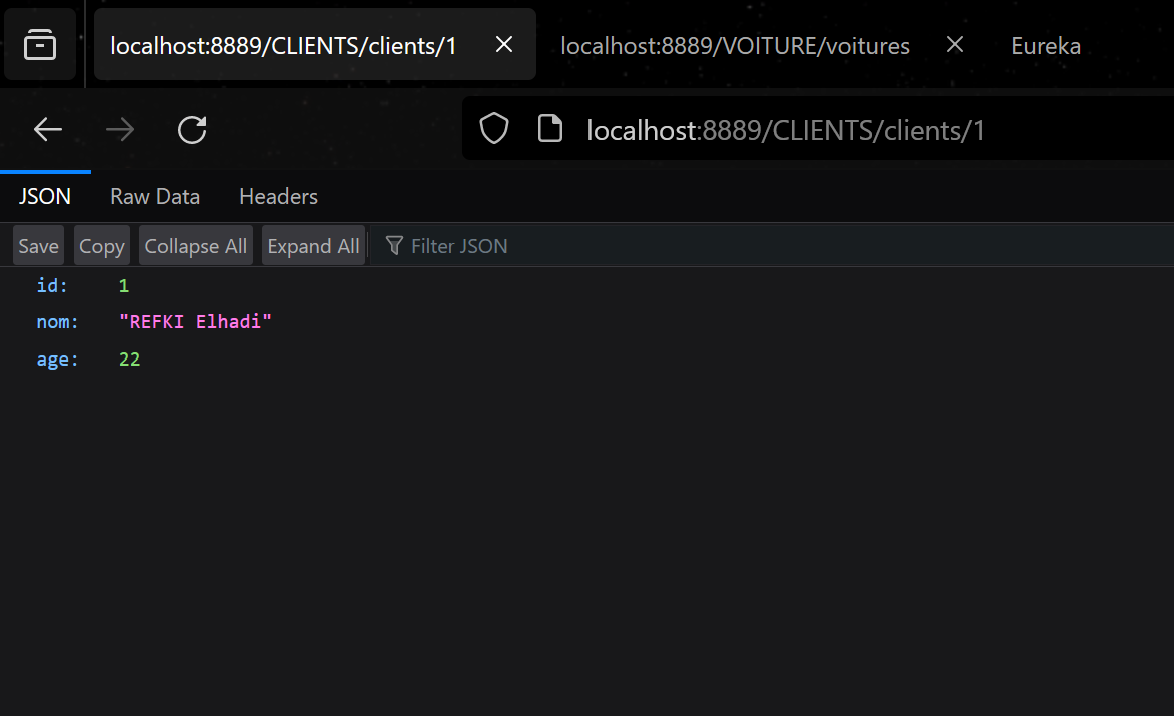 localhost:8889/CLIENTS/clients/1 localhost:8889/VOITURE/voitures Eureka
localhost:8889/CLIENTS/clients/1
JSON Raw Data Headers
Save Copy Collapse All Expand All Filter JSON
id: 1
nom: "REFKI Elhadi"
age: 22